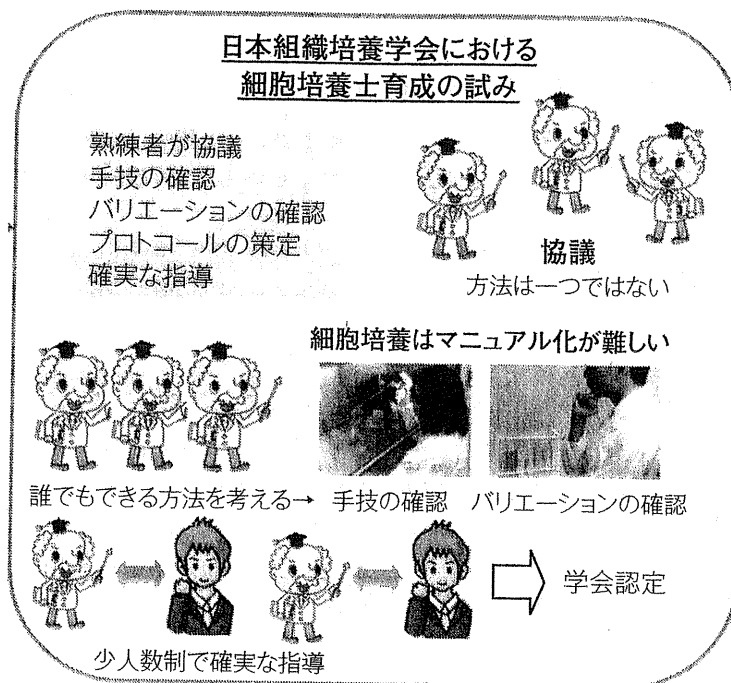 日本組織培養学会における
細胞培養士育成の試み
熟練者が協議
手技の確認
バリエーションの確認
プロトコールの策定
確実な指導
協議
方法は一つではない
細胞培養はマニュアル化が難しい
誰でもできる方法を考える→ 手技の確認 バリエーションの確認
学会認定
少人数制で確実な指導